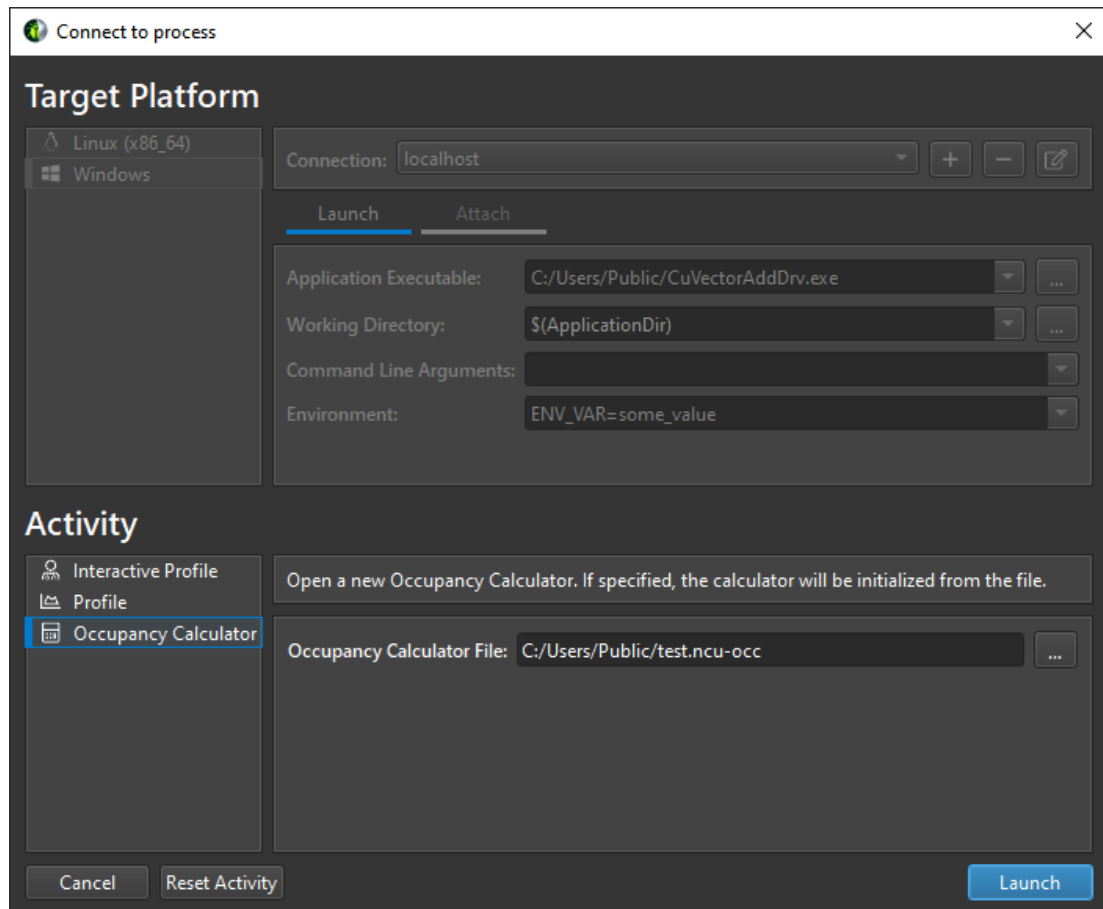 Connect to process
Target Platform
Linux (x86_64)
Windows
Connection: localhost
Launch Attach
Application Executable: C:/Users/Public/CuVectorAddDrv.exe ...
Working Directory: $(ApplicationDir) ...
Command Line Arguments:
Environment: ENV_VAR=some_value
Activity
Interactive Profile
Profile
Occupancy Calculator
Open a new Occupancy Calculator. If specified, the calculator will be initialized from the file.
Occupancy Calculator File: C:/Users/Public/test.ncu-occ ...
Cancel Reset Activity Launch